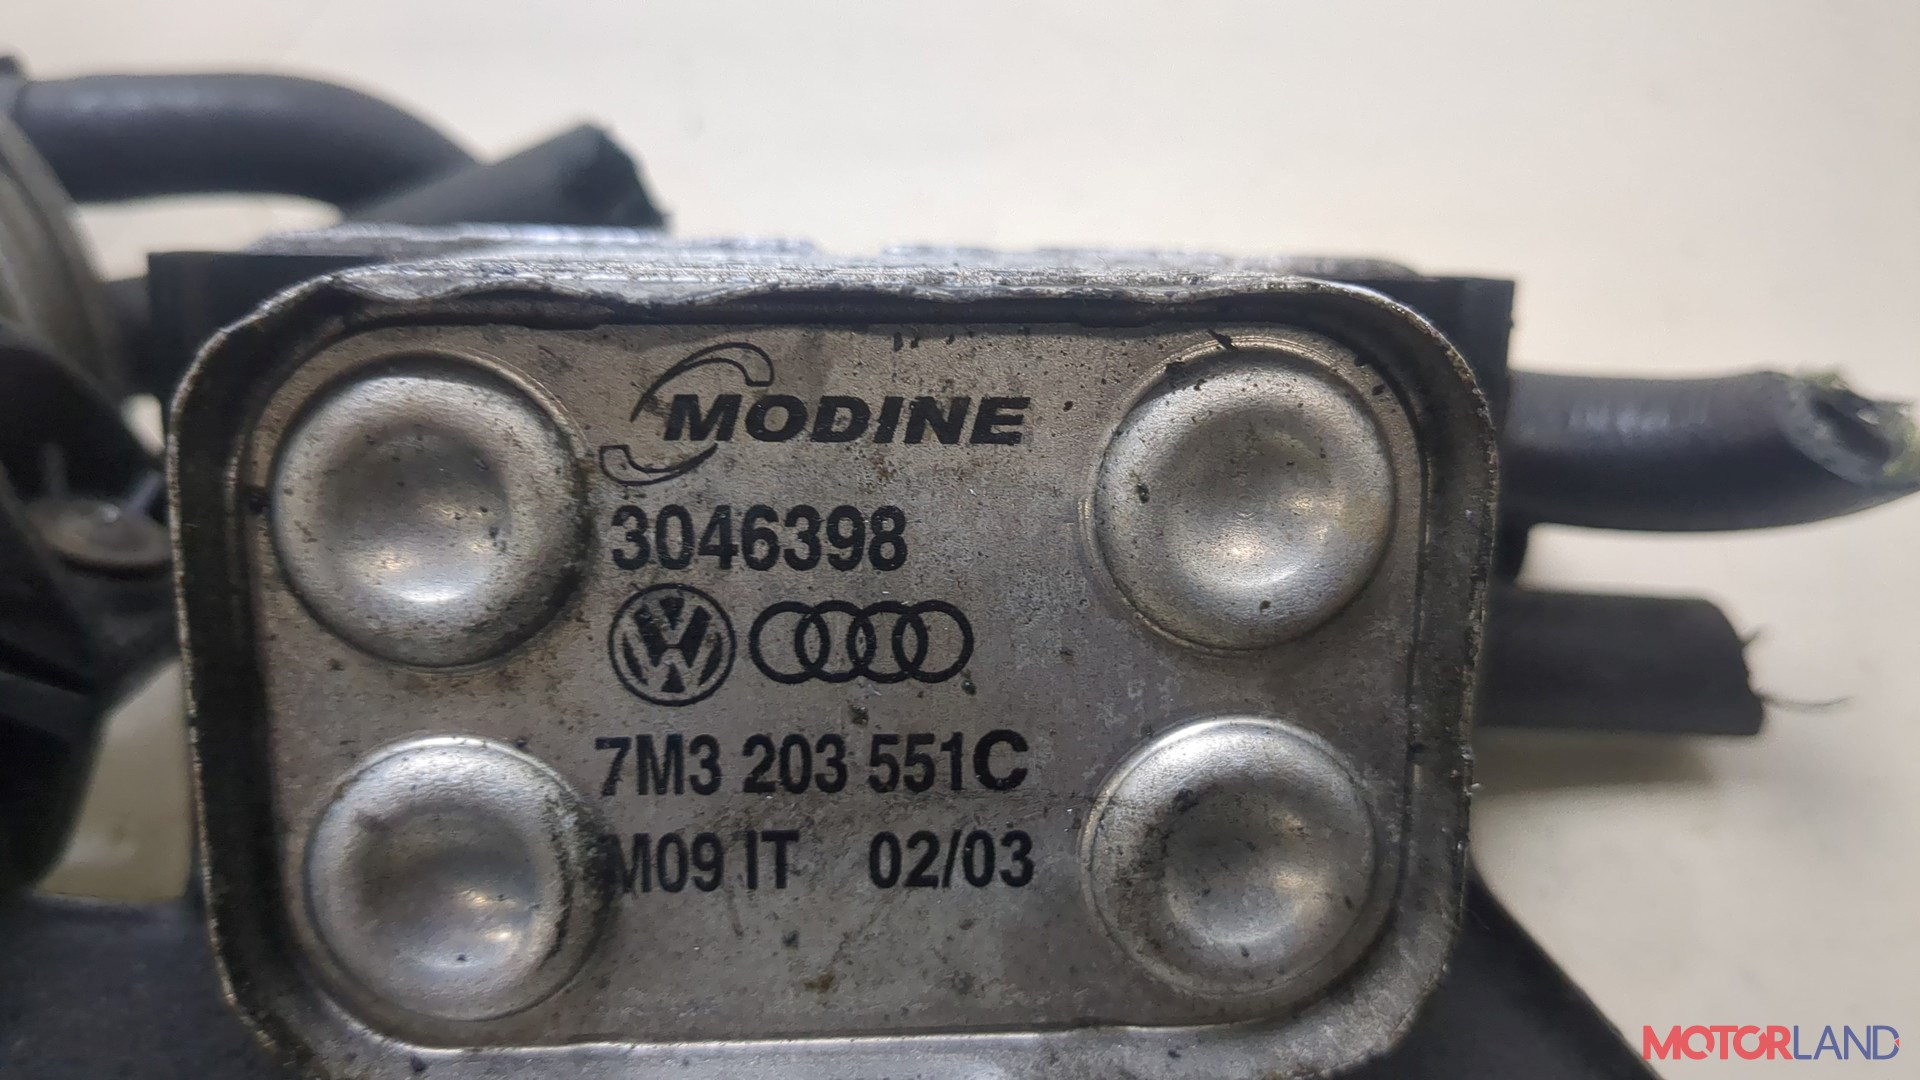 MODINE
3046398
7M3 203 551C
M09 IT 02/03
MOTORLAND